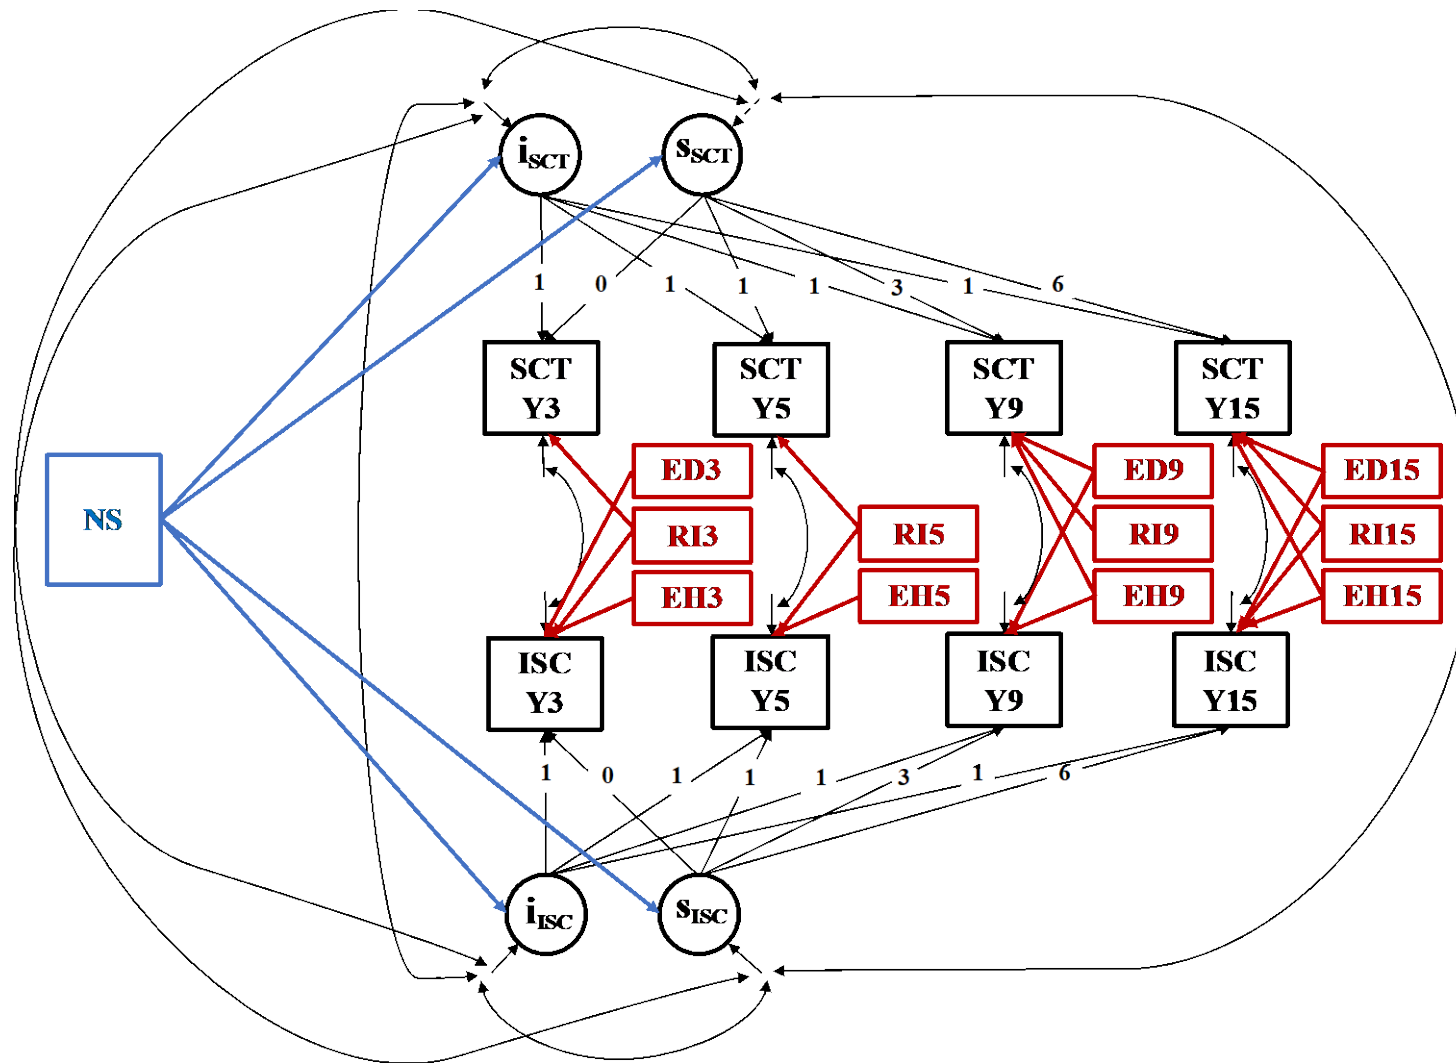 iSCT
sSCT
1 0 1 1 1 3 1 6
SCT
Y3
SCT
Y5
SCT
Y9
SCT
Y15
NS
ED3
RI3
EH3
RI5
EH5
ED9
RI9
EH9
ED15
RI15
EH15
ISC
Y3
ISC
Y5
ISC
Y9
ISC
Y15
1 0 1 1 1 3 1 6
iISC
sISC